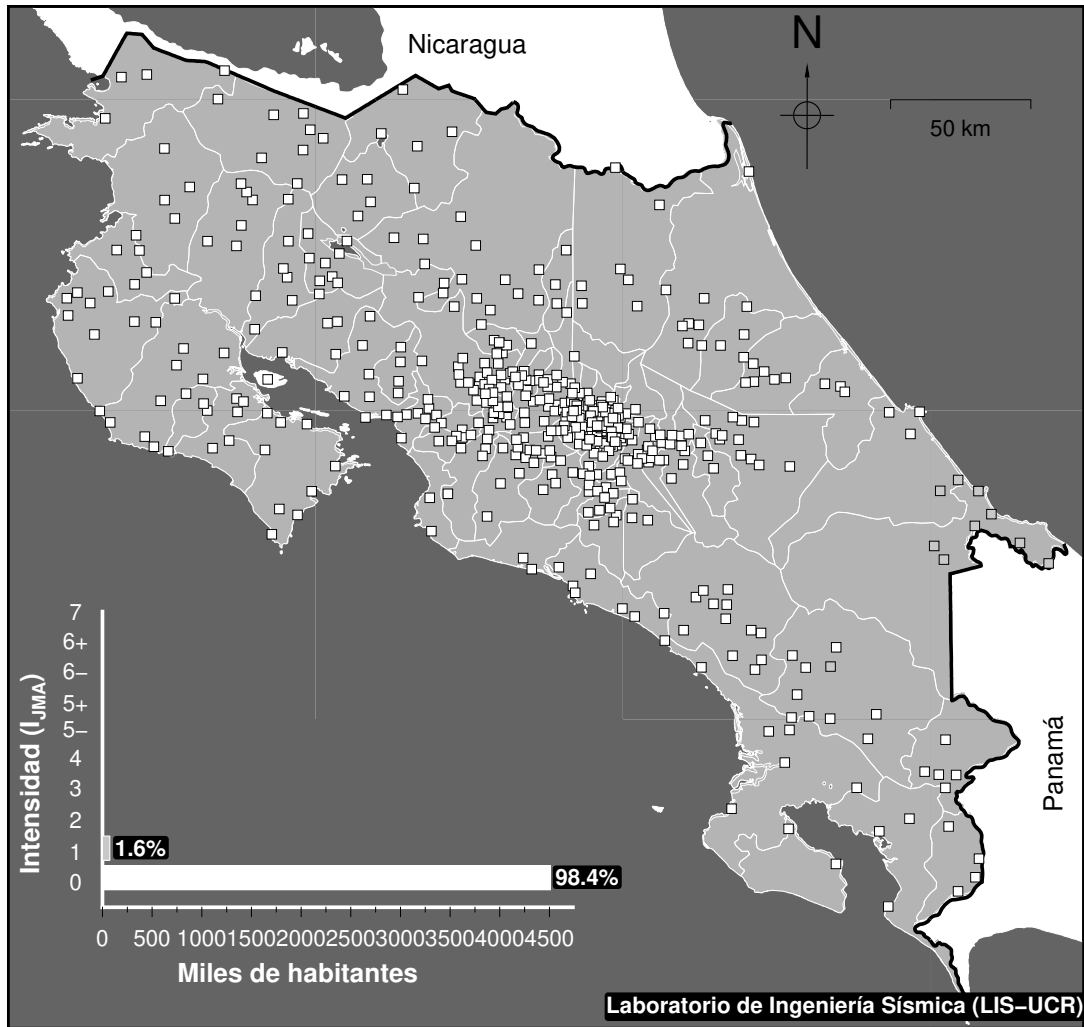 Nicaragua
N
50 km
Panamá
Intensidad (I_JMA)
7
6+
6−
5+
5−
4
3
2
1
0
1.6%
98.4%
0 500 1000 1500 2000 2500 3000 3500 4000 4500
Miles de habitantes
Laboratorio de Ingeniería Sísmica (LIS−UCR)